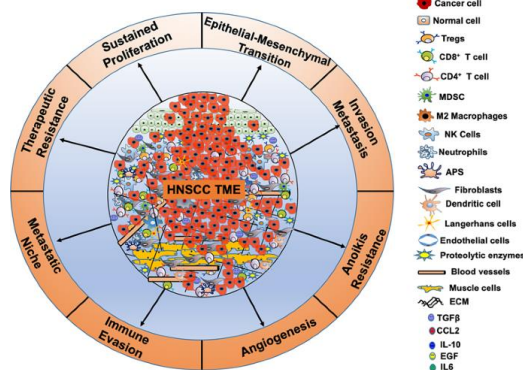 Sustained
Proliferation
Epithelial-Mesenchymal
Transition
Invasion
Metastasis
Anoikis
Resistance
Angiogenesis
Immune
Evasion
Metastatic
Niche
Therapeutic
Resistance
HNSCC TME
Cancer cell
Normal cell
Tregs
CD8⁺ T cell
CD4⁺ T cell
MDSC
M2 Macrophages
NK Cells
Neutrophils
APS
Fibroblasts
Dendritic cell
Langerhans cells
Endothelial cells
Proteolytic enzymes
Blood vessels
Muscle cells
ECM
TGFβ
CCL2
IL-10
EGF
IL6